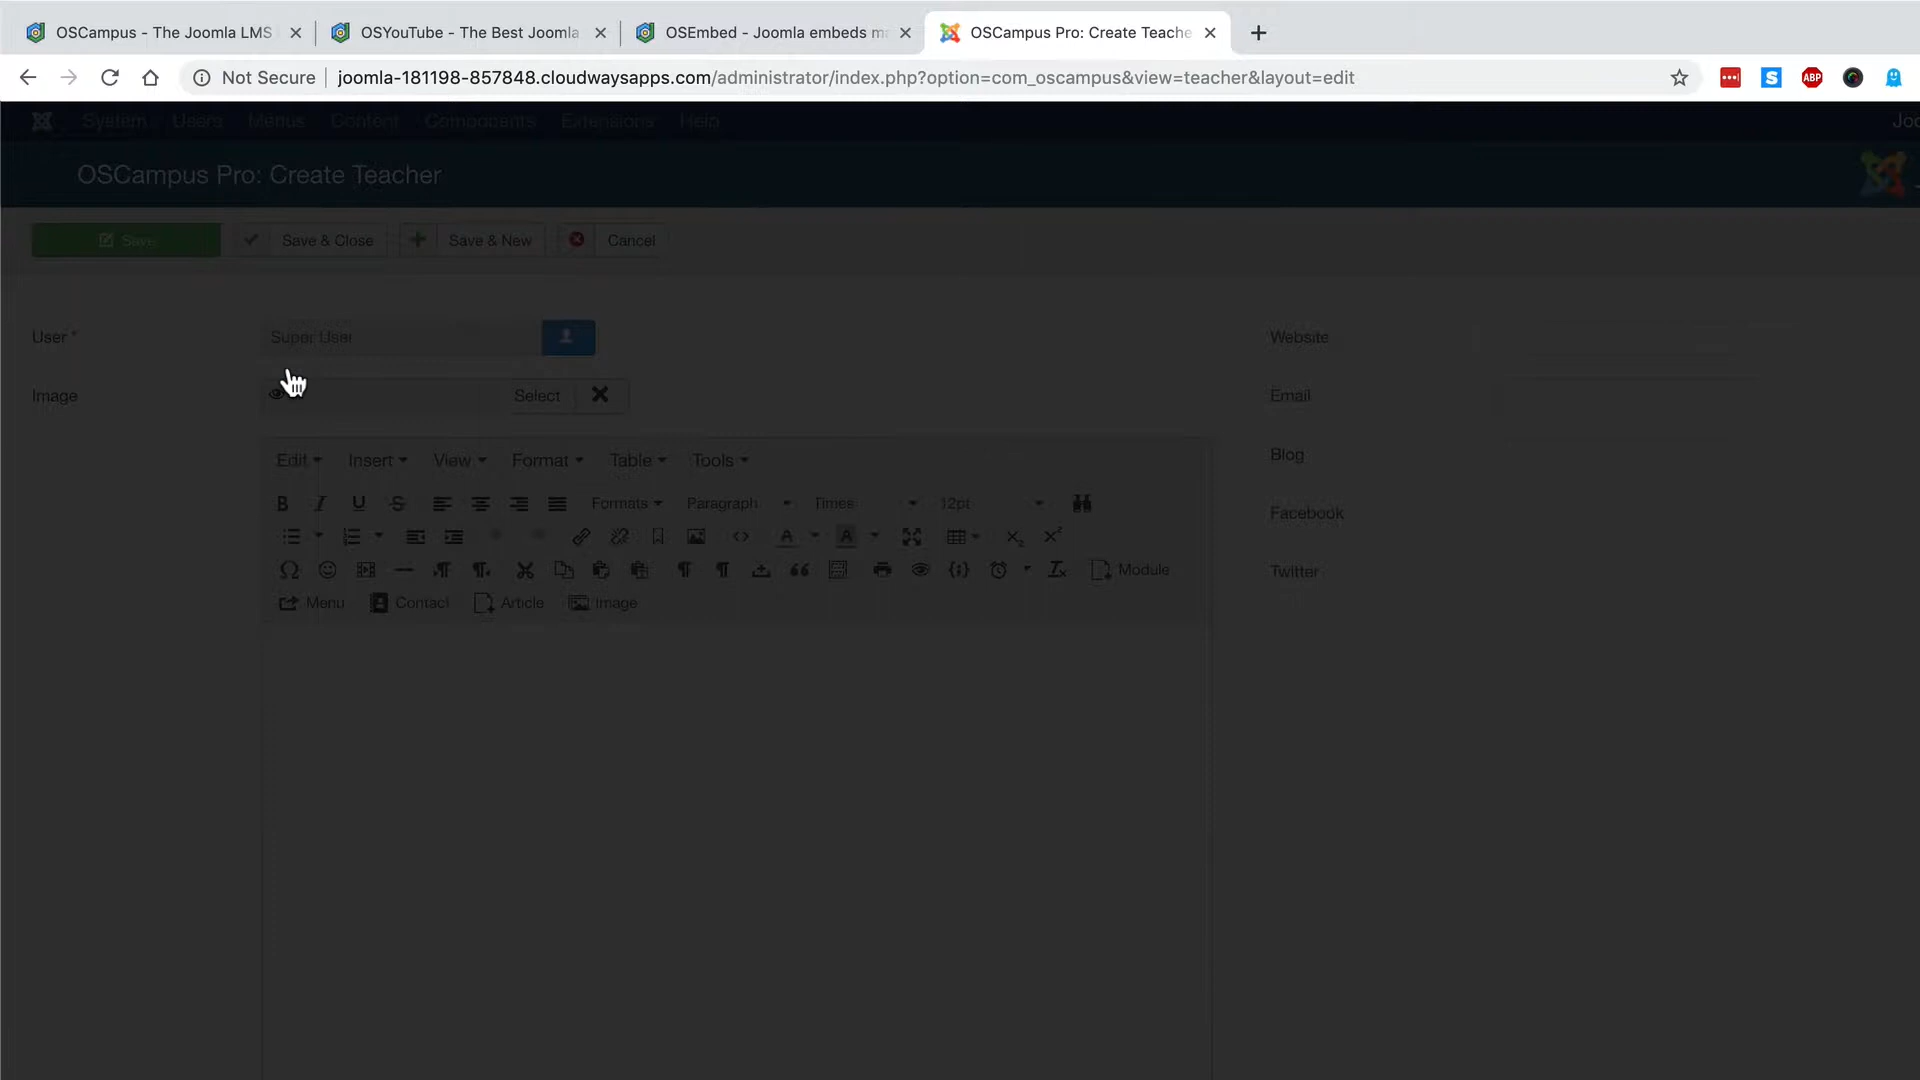 OSCampus - The Joomla LMS
OSYouTube - The Best Joomla
OSEmbed - Joomla embeds m
OSCampus Pro: Create Teache
Not Secure
joomla-181198-857848.cloudwaysapps.com/administrator/index.php?option=com_oscampus&view=teacher&layout=edit
S
ABP
System Users Menus Content Components Extensions Help
Joo
OSCampus Pro: Create Teacher
Save
Save & Close
Save & New
Cancel
User *
Super User
Website
Image
Select
Email
Edit Insert View Format Table Tools
Blog
B I U S Formats Paragraph Times 12pt
Facebook
Module
Twitter
Menu Contact Article Image